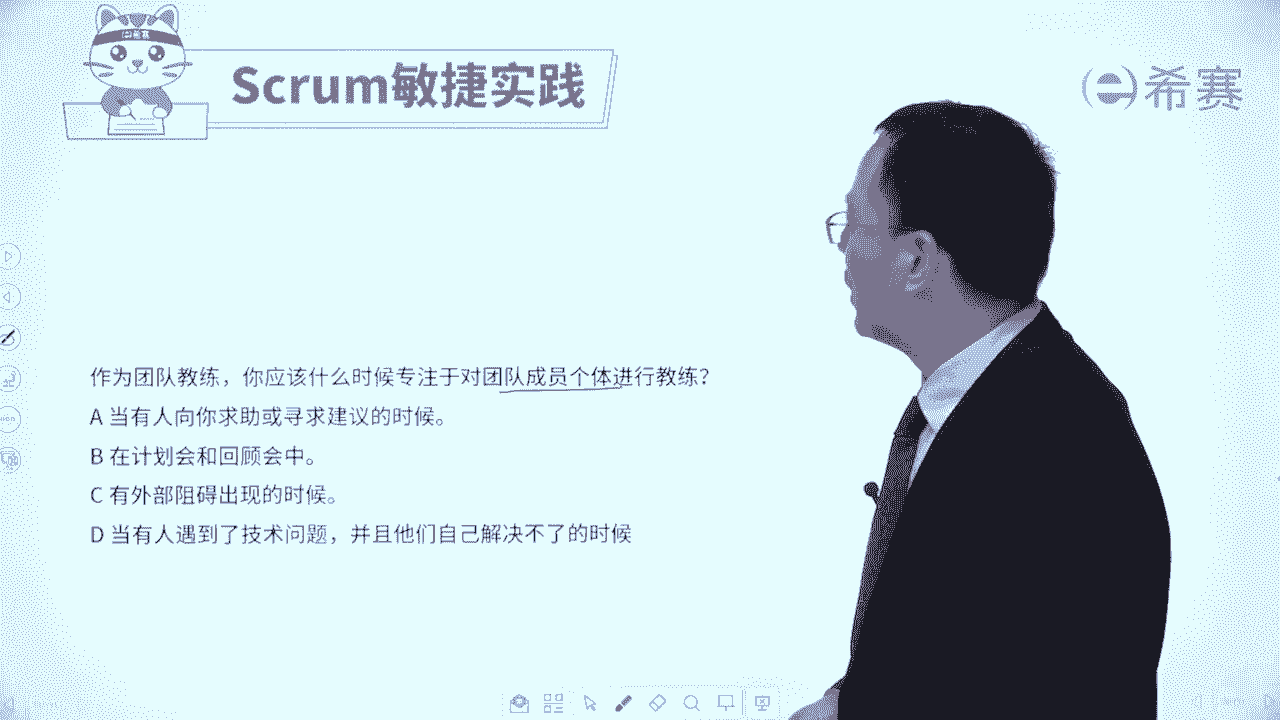 希赛
Scrum敏捷实践
希赛
作为团队教练，你应该什么时候专注于对团队成员个体进行教练？
A 当有人向你求助或寻求建议的时候。
B 在计划会和回顾会中。
C 有外部阻碍出现的时候。
D 当有人遇到了技术问题，并且他们自己解决不了的时候